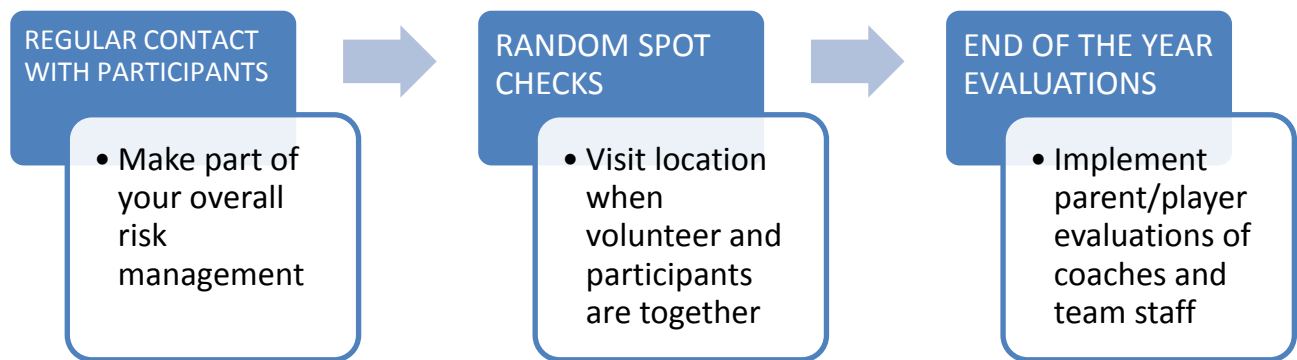 REGULAR CONTACT
WITH PARTICIPANTS
• Make part of
your overall
risk
management
RANDOM SPOT
CHECKS
• Visit location
when
volunteer and
participants
are together
END OF THE YEAR
EVALUATIONS
• Implement
parent/player
evaluations of
coaches and
team staff